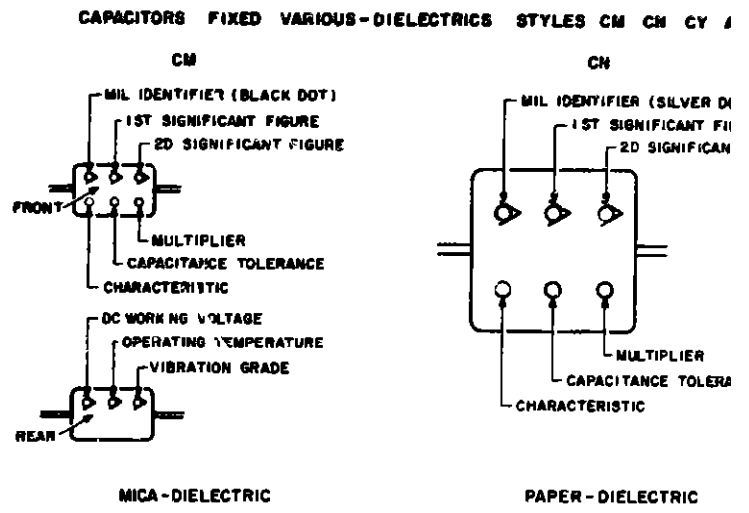 CAPACITORS FIXED VARIOUS-DIELECTRICS STYLES CM CN CY
CM
MIL IDENTIFIER (BLACK DOT)
1ST SIGNIFICANT FIGURE
2D SIGNIFICANT FIGURE
FRONT
MULTIPLIER
CAPACITANCE TOLERANCE
CHARACTERISTIC
DC WORKING VOLTAGE
OPERATING TEMPERATURE
VIBRATION GRADE
REAR
MICA-DIELECTRIC
CN
MIL IDENTIFIER (SILVER
1ST SIGNIFICANT
2D
MULTIPLIER
CAPACITANCE
CHARACTERISTIC
PAPER-DIELECTRIC